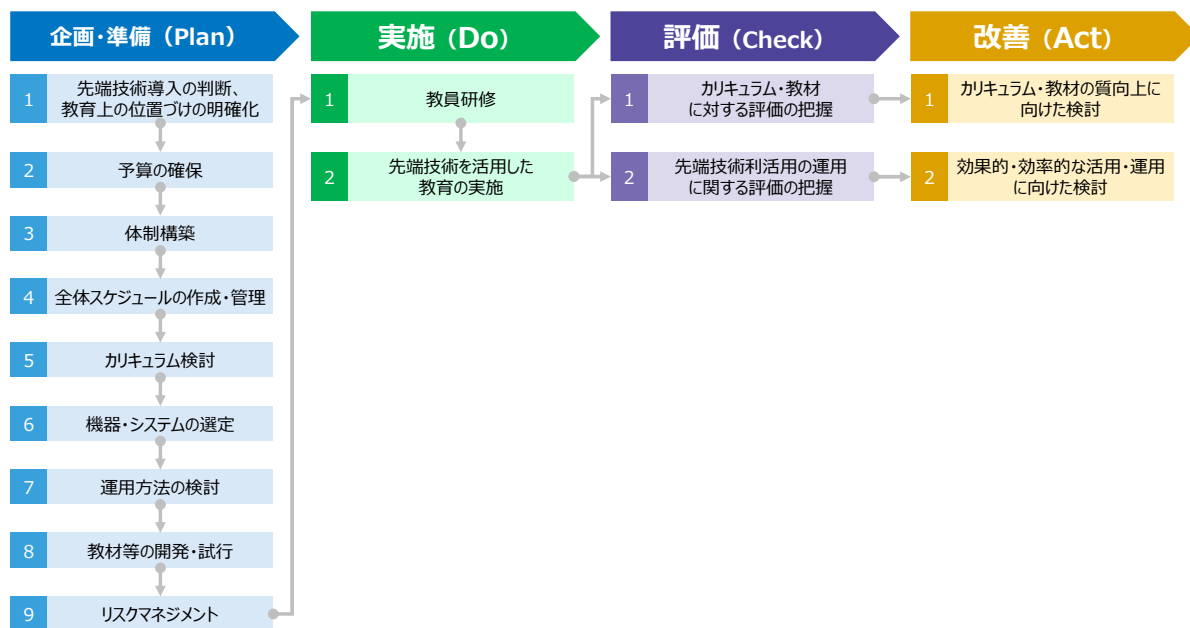 企画・準備（Plan）
1
先端技術導入の判断、
教育上の位置づけの明確化
2
予算の確保
3
体制構築
4
全体スケジュールの作成・管理
5
カリキュラム検討
6
機器・システムの選定
7
運用方法の検討
8
教材等の開発・試行
9
リスクマネジメント
実施（Do）
1
教員研修
2
先端技術を活用した
教育の実施
評価（Check）
1
カリキュラム・教材
に対する評価の把握
2
先端技術利活用の運用
に関する評価の把握
改善（Act）
1
カリキュラム・教材の質向上に
向けた検討
2
効果的・効率的な活用・運用
に向けた検討